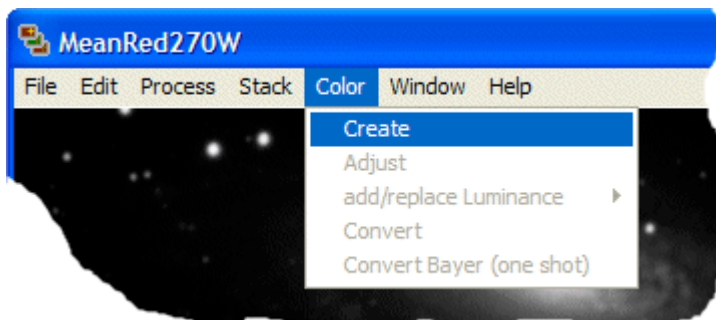 MeanRed270W
File Edit Process Stack Color Window Help
Create
Adjust
add/replace Luminance
Convert
Convert Bayer (one shot)